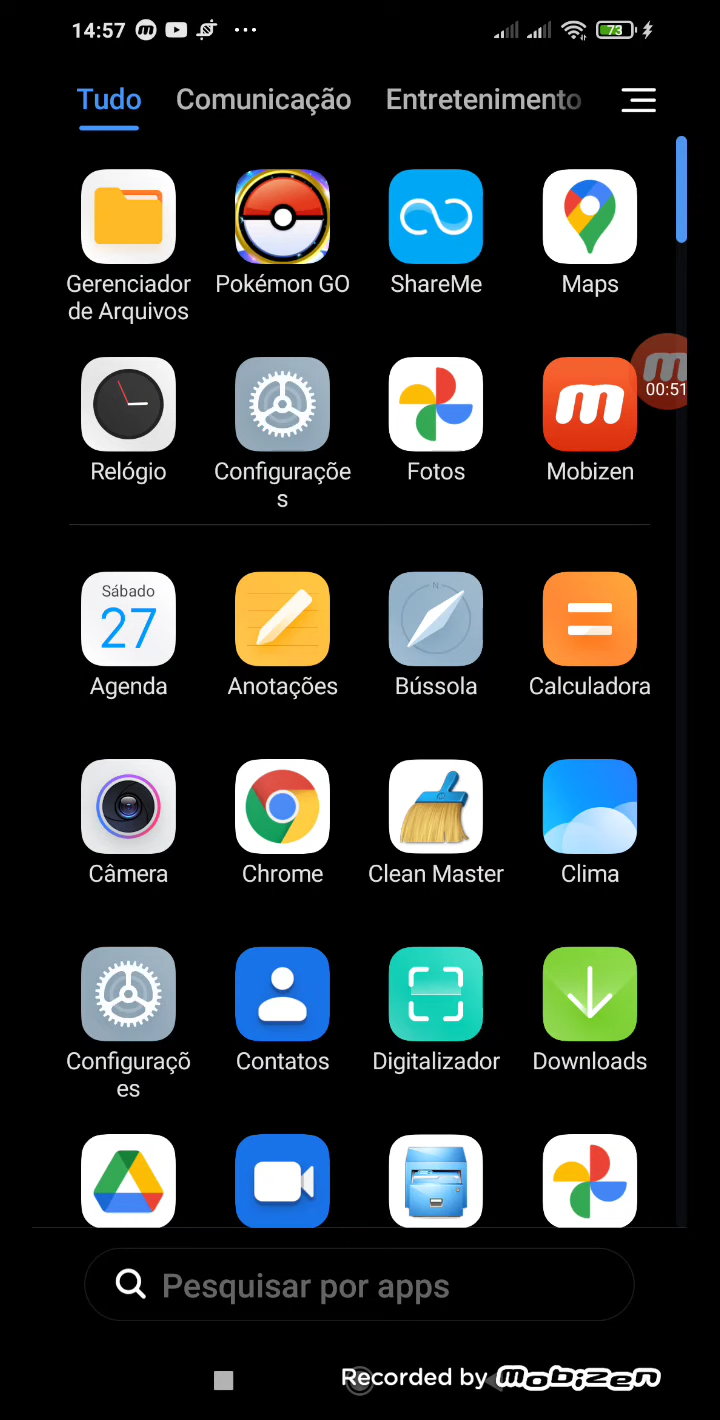 14:57
73
Tudo
Comunicação
Entretenimento
Gerenciador
de Arquivos
Pokémon GO
ShareMe
Maps
00:51
Relógio
Configuraçõe
s
Fotos
Mobizen
Sábado
27
N
Agenda
Anotações
Bússola
Calculadora
Câmera
Chrome
Clean Master
Clima
Configuraçõ
es
Contatos
Digitalizador
Downloads
Pesquisar por apps
Recorded by mobizen